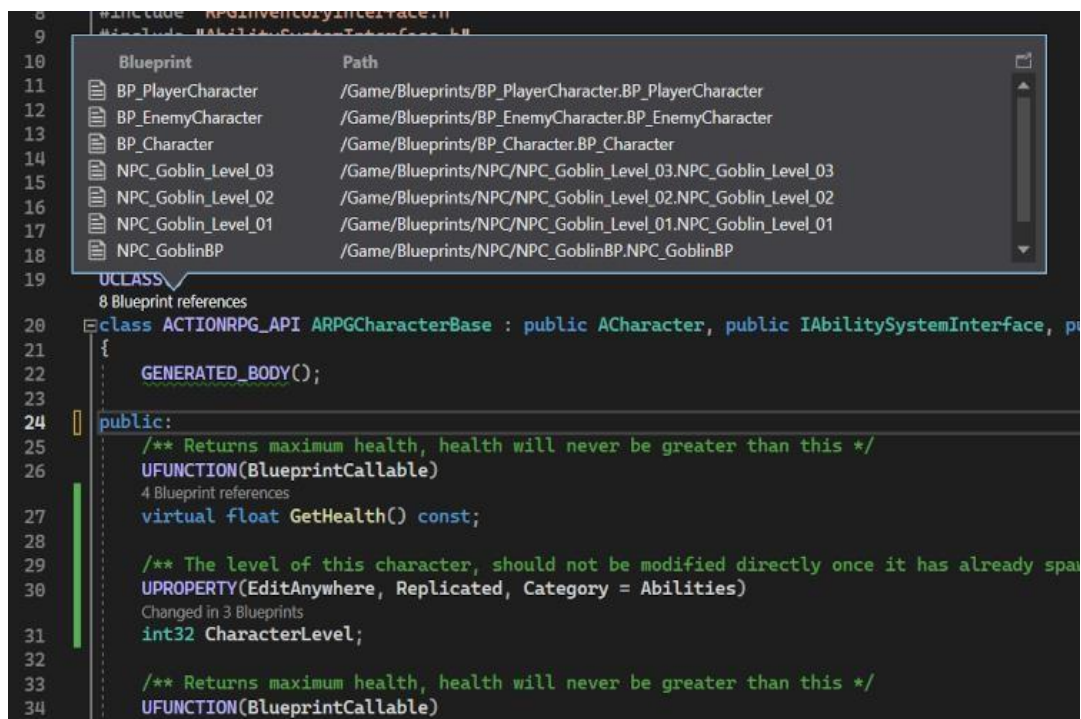 8 #include "RPGInventoryInterface.h"
9 #include "AbilitySystemInterface.h"
10 Blueprint Path
11 BP_PlayerCharacter /Game/Blueprints/BP_PlayerCharacter.BP_PlayerCharacter
12 BP_EnemyCharacter /Game/Blueprints/BP_EnemyCharacter.BP_EnemyCharacter
13 BP_Character /Game/Blueprints/BP_Character.BP_Character
14 NPC_Goblin_Level_03 /Game/Blueprints/NPC/NPC_Goblin_Level_03.NPC_Goblin_Level_03
15
16 NPC_Goblin_Level_02 /Game/Blueprints/NPC/NPC_Goblin_Level_02.NPC_Goblin_Level_02
17 NPC_Goblin_Level_01 /Game/Blueprints/NPC/NPC_Goblin_Level_01.NPC_Goblin_Level_01
18 NPC_GoblinBP /Game/Blueprints/NPC/NPC_GoblinBP.NPC_GoblinBP
19 UCLASS
8 Blueprint references
20 class ACTIONRPG_API ARPGCharacterBase : public ACharacter, public IAbilitySystemInterface, pu
21 {
22 GENERATED_BODY();
23
24 public:
25 /** Returns maximum health, health will never be greater than this */
26 UFUNCTION(BlueprintCallable)
4 Blueprint references
27 virtual float GetHealth() const;
28
29 /** The level of this character, should not be modified directly once it has already spaw
30 UPROPERTY(EditAnywhere, Replicated, Category = Abilities)
Changed in 3 Blueprints
31 int32 CharacterLevel;
32
33 /** Returns maximum health, health will never be greater than this */
34 UFUNCTION(BlueprintCallable)